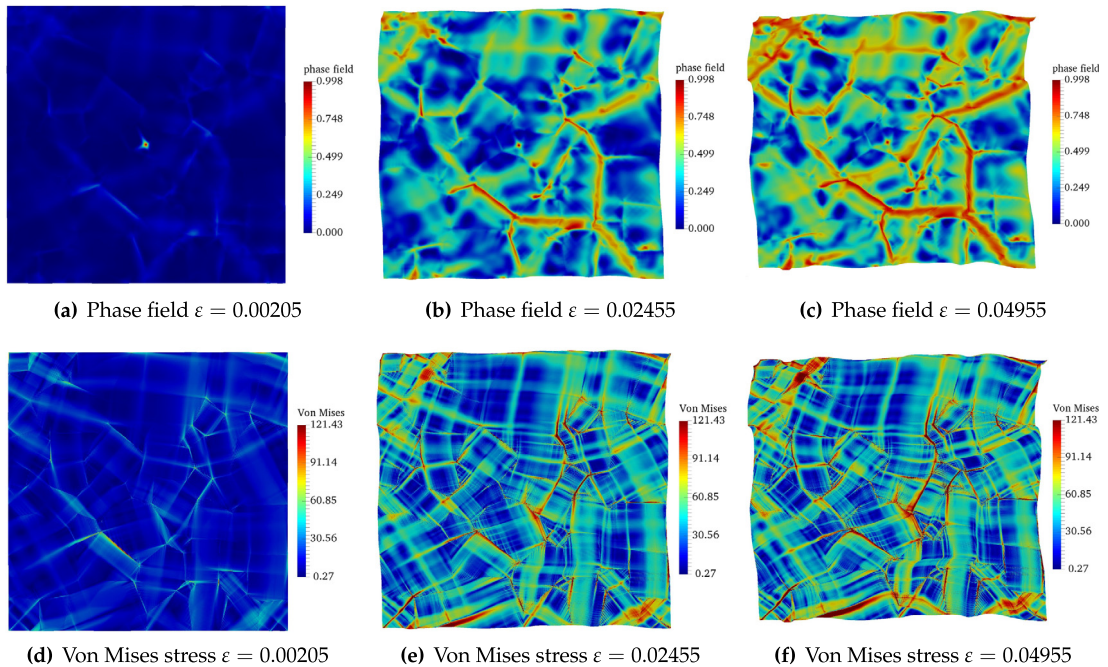 phase field
0.998
0.748
0.499
0.249
0.000
phase field
0.998
0.748
0.499
0.249
0.000
phase field
0.998
0.748
0.499
0.249
0.000
(a) Phase field ε = 0.00205
(b) Phase field ε = 0.02455
(c) Phase field ε = 0.04955
Von Mises
121.43
91.14
60.85
30.56
0.27
Von Mises
121.43
91.14
60.85
30.56
0.27
Von Mises
121.43
91.14
60.85
30.56
0.27
(d) Von Mises stress ε = 0.00205
(e) Von Mises stress ε = 0.02455
(f) Von Mises stress ε = 0.04955